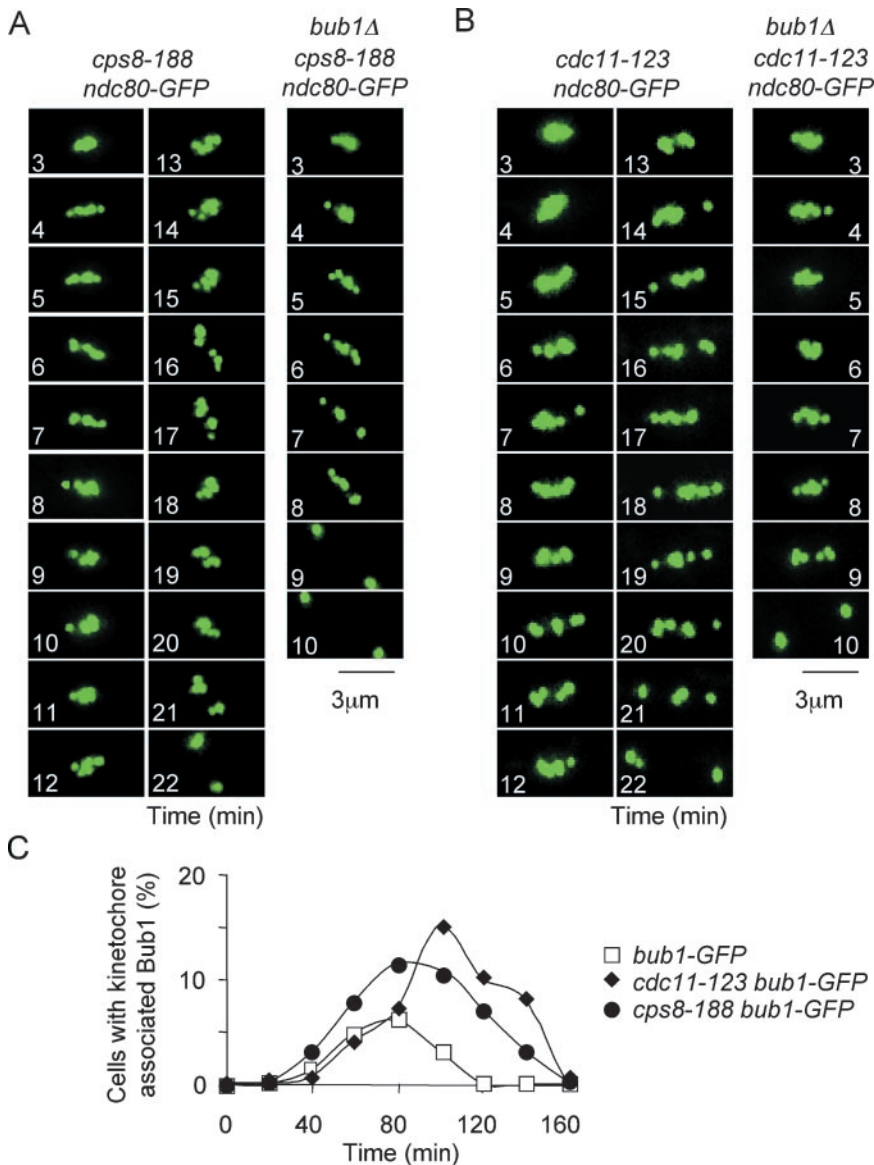 A
cps8-188
ndc80-GFP
bub1Δ
cps8-188
ndc80-GFP
3
4
5
6
7
8
9
10
11
12
13
14
15
16
17
18
19
20
21
22
3
4
5
6
7
8
9
10
3μm
Time (min)
B
cdc11-123
ndc80-GFP
bub1Δ
cdc11-123
ndc80-GFP
3
4
5
6
7
8
9
10
11
12
13
14
15
16
17
18
19
20
21
22
3
4
5
6
7
8
9
10
3μm
Time (min)
C
Cells with kinetochore
associated Bub1 (%)
20
10
0
0 40 80 120 160
Time (min)
bub1-GFP
cdc11-123 bub1-GFP
cps8-188 bub1-GFP